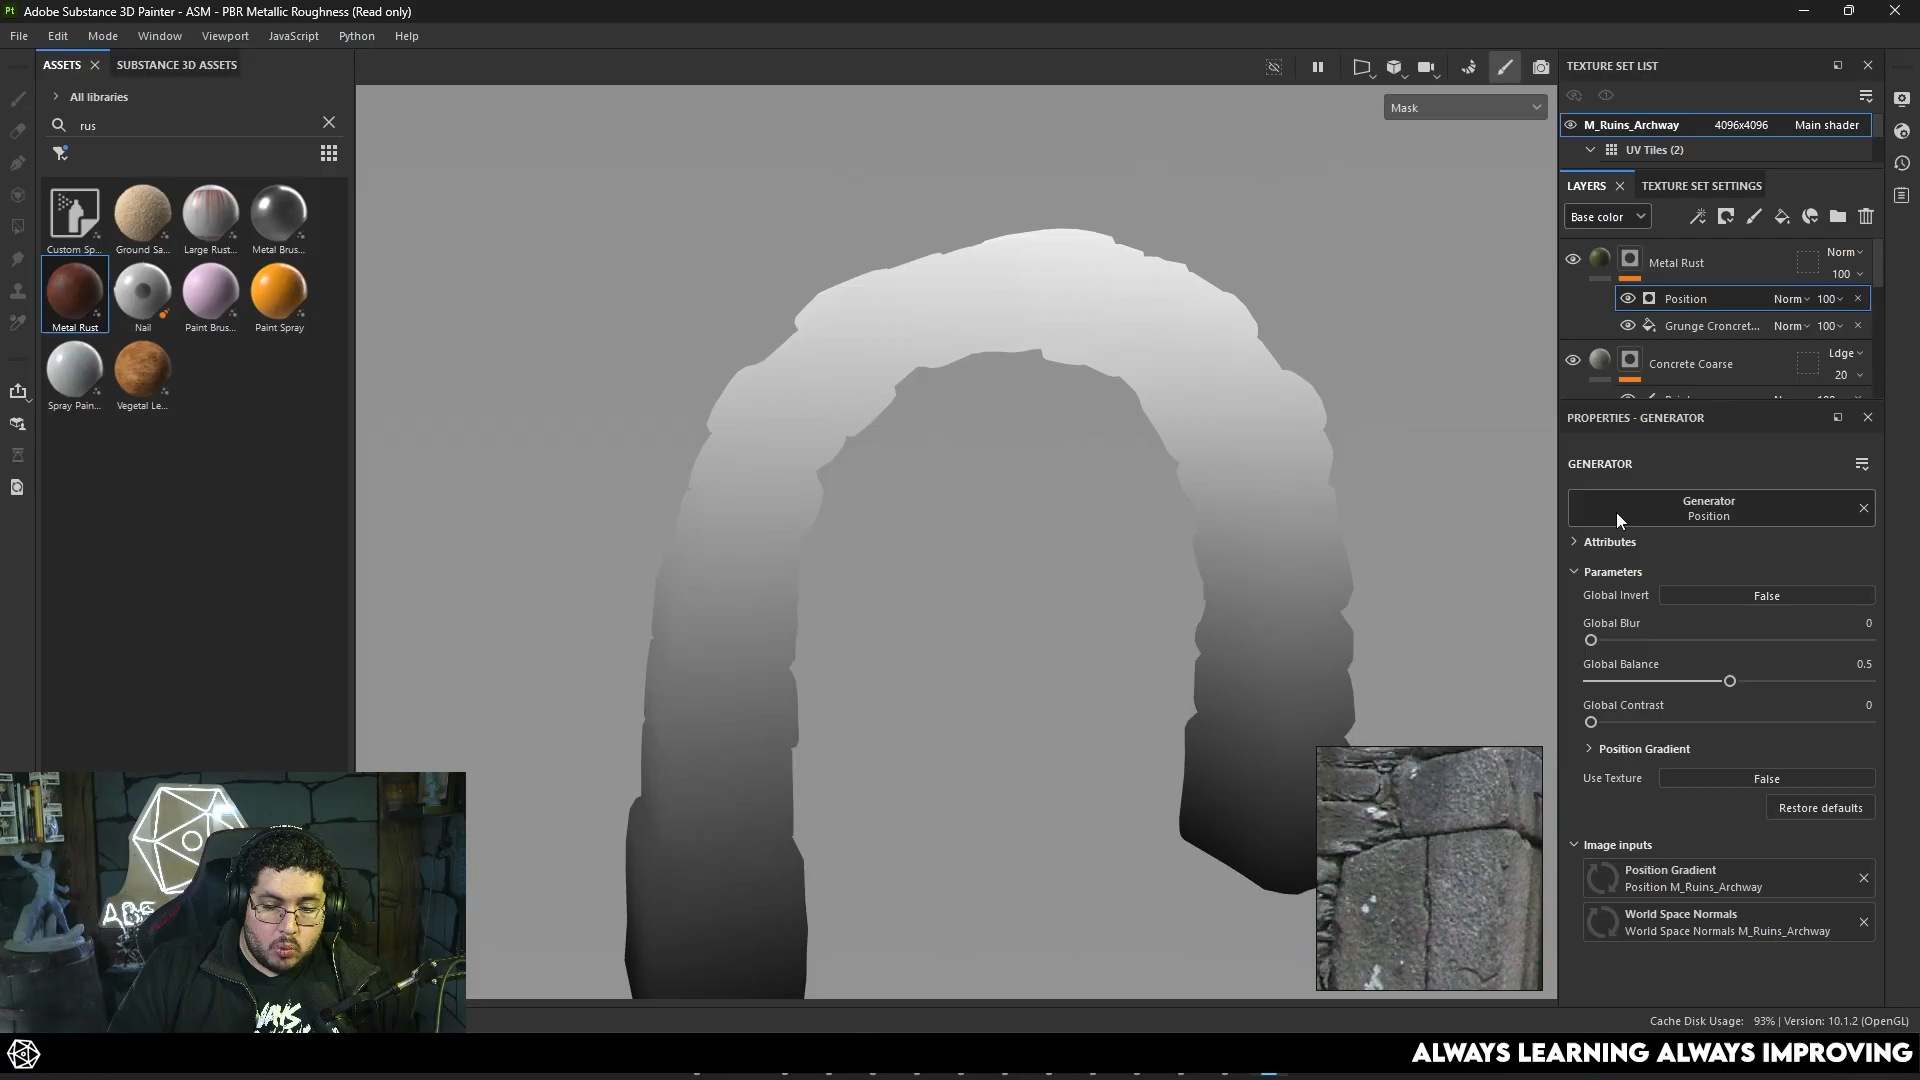 Pt Adobe Substance 3D Painter - ASM - PBR Metallic Roughness (Read only)
File Edit Mode Window Viewport JavaScript Python Help
ASSETS SUBSTANCE 3D ASSETS
All libraries
rus
Custom Sp... Ground Sa... Large Rust... Metal Brus...
Metal Rust Nail Paint Brus... Paint Spray
Spray Pain... Vegetal Le...
Mask
TEXTURE SET LIST
M_Ruins_Archway 4096x4096 Main shader
UV Tiles (2)
LAYERS TEXTURE SET SETTINGS
Base color
Metal Rust Norm
100
Position Norm 100
Grunge Croncret... Norm 100
Concrete Coarse Ldge
20
PROPERTIES - GENERATOR
GENERATOR
Generator
Position
Attributes
Parameters
Global Invert False
Global Blur 0
Global Balance 0.5
Global Contrast 0
Position Gradient
Use Texture False
Restore defaults
Image inputs
Position Gradient
Position M_Ruins_Archway
World Space Normals
World Space Normals M_Ruins_Archway
Cache Disk Usage: 93% | Version: 10.1.2 (OpenGL)
ALWAYS LEARNING ALWAYS IMPROVING